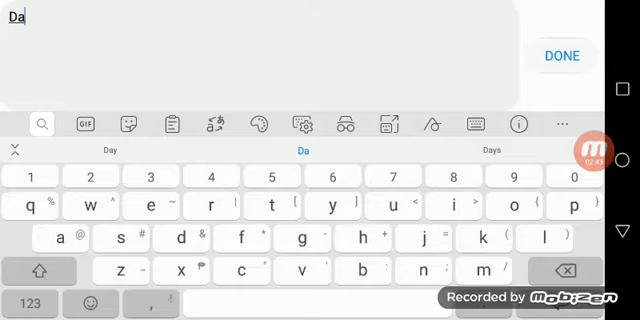 Da
DONE
GIF
Day Da Days
02:43
1 2 3 4 5 6 7 8 9 0
q % w ^ e ~ r | t [ y ] u < i > o { p }
a @ s # d & f * g - h + j = k ( l )
z _ x ₱ c " v ' b : n ; m /
123 ,
Recorded by mobizen